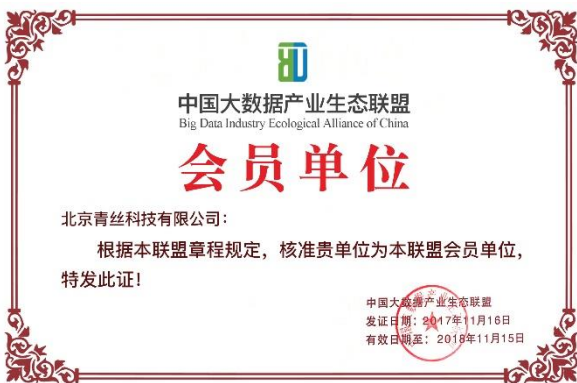 中国大数据产业生态联盟
Big Data Industry Ecological Alliance of China
会员单位
北京青丝科技有限公司：
根据本联盟章程规定，核准贵单位为本联盟会员单位，
特发此证！
中国大数据产业生态联盟
发证日期：2017年11月16日
有效日期至：2018年11月15日